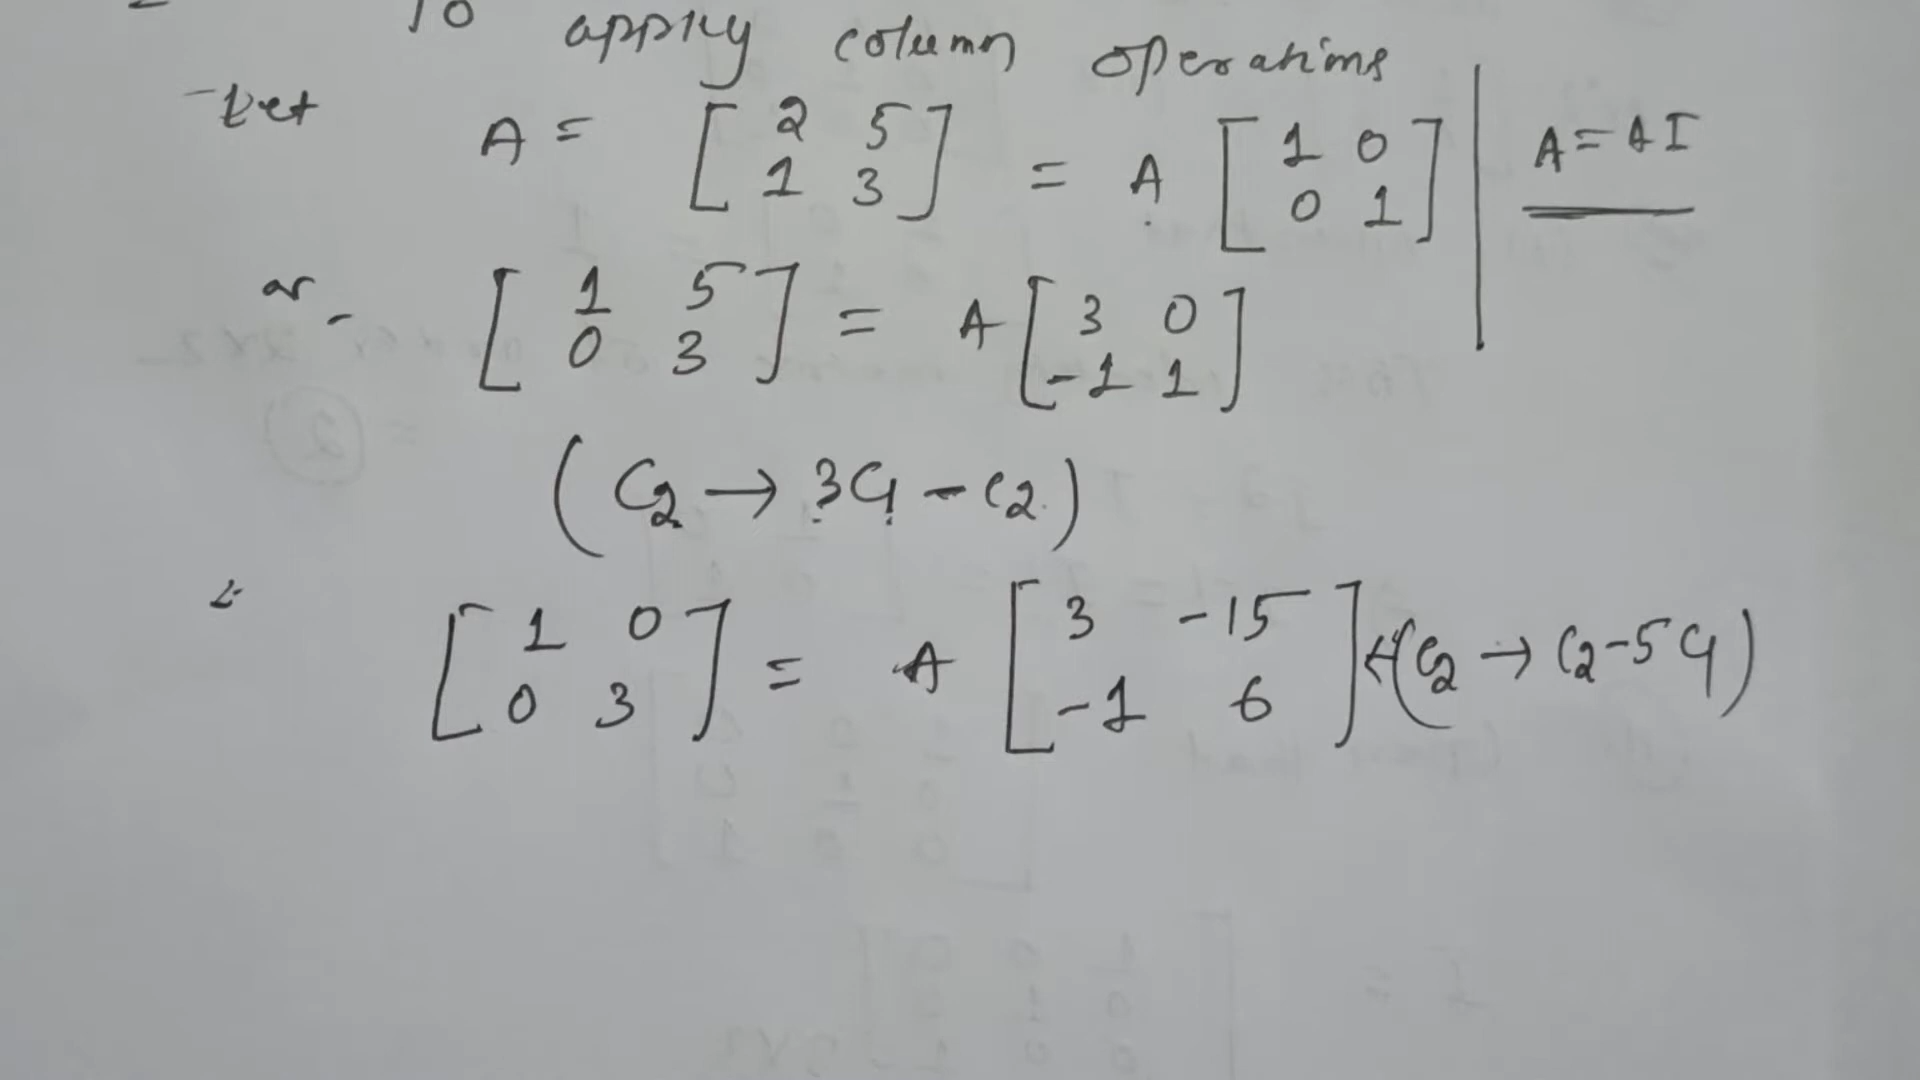 To apply column operations
Let A = [ 2 5 ; 1 3 ] = A [ 1 0 ; 0 1 ] | A = AI
or - [ 1 5 ; 0 3 ] = A [ 3 0 ; -1 1 ]
( C2 → 3C1 - C2 )
[ 1 0 ; 0 3 ] = A [ 3 -15 ; -1 6 ] ← ( C2 → C2 - 5C1 )